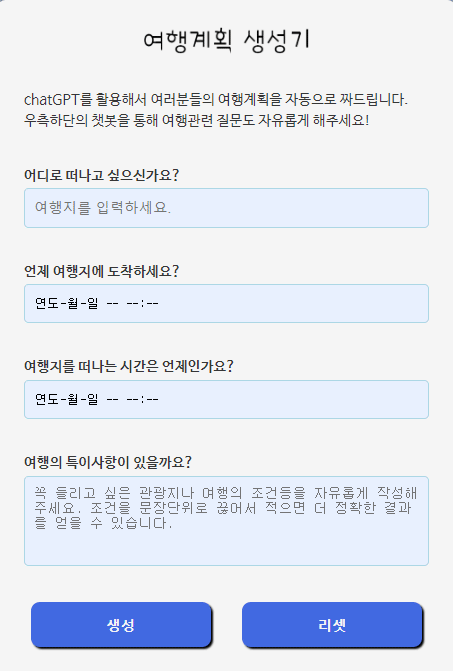 여행계획 생성기
chatGPT를 활용해서 여러분들의 여행계획을 자동으로 짜드립니다.
우측하단의 챗봇을 통해 여행관련 질문도 자유롭게 해주세요!
어디로 떠나고 싶으신가요?
여행지를 입력하세요.
언제 여행지에 도착하세요?
연도-월-일 -- --:--
여행지를 떠나는 시간은 언제인가요?
연도-월-일 -- --:--
여행의 특이사항이 있을까요?
꼭 들리고 싶은 관광지나 여행의 조건등을 자유롭게 작성해
주세요. 조건을 문장단위로 끊어서 적으면 더 정확한 결과
를 얻을 수 있습니다.
생성
리셋